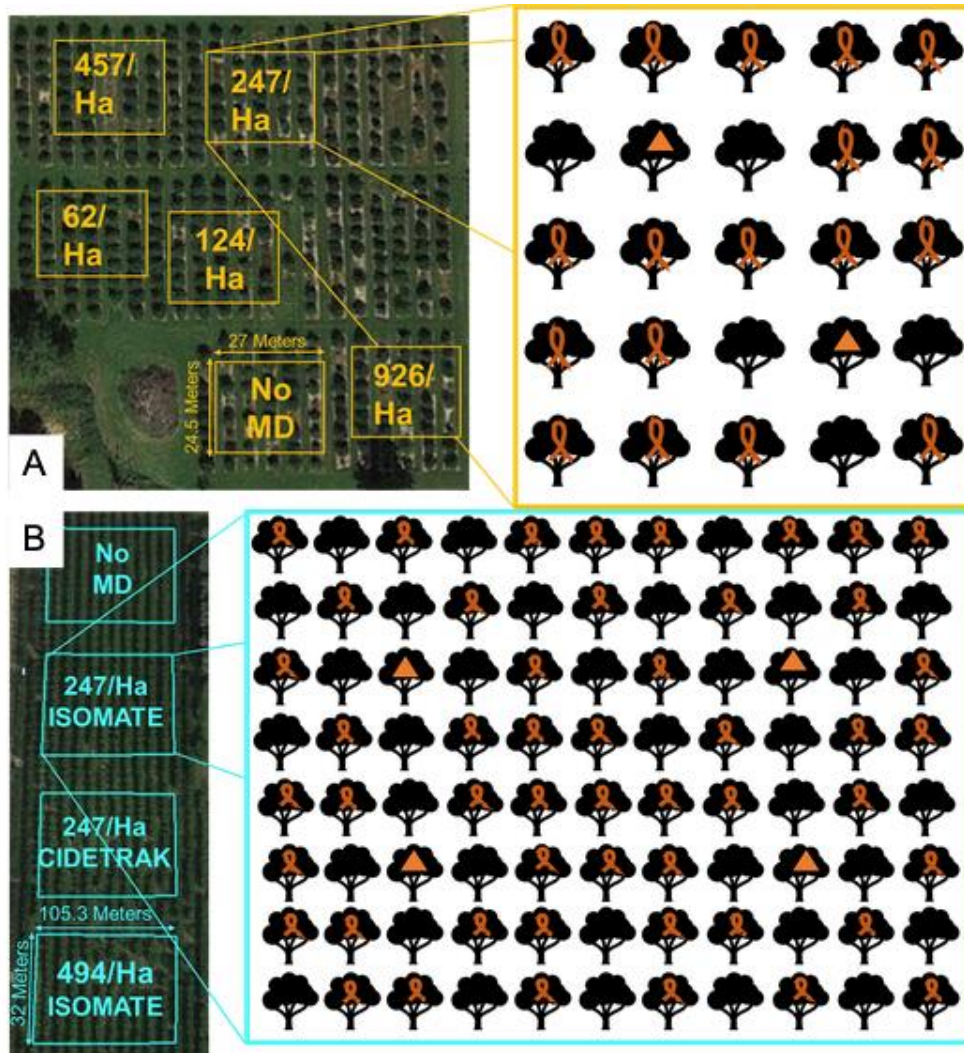 457/
Ha
247/
Ha
62/
Ha
124/
Ha
27 Meters
24.5 Meters
No
MD
926/
Ha
A
B
No
MD
247/Ha
ISOMATE
247/Ha
CIDETRAK
105.3 Meters
32 Meters
494/Ha
ISOMATE